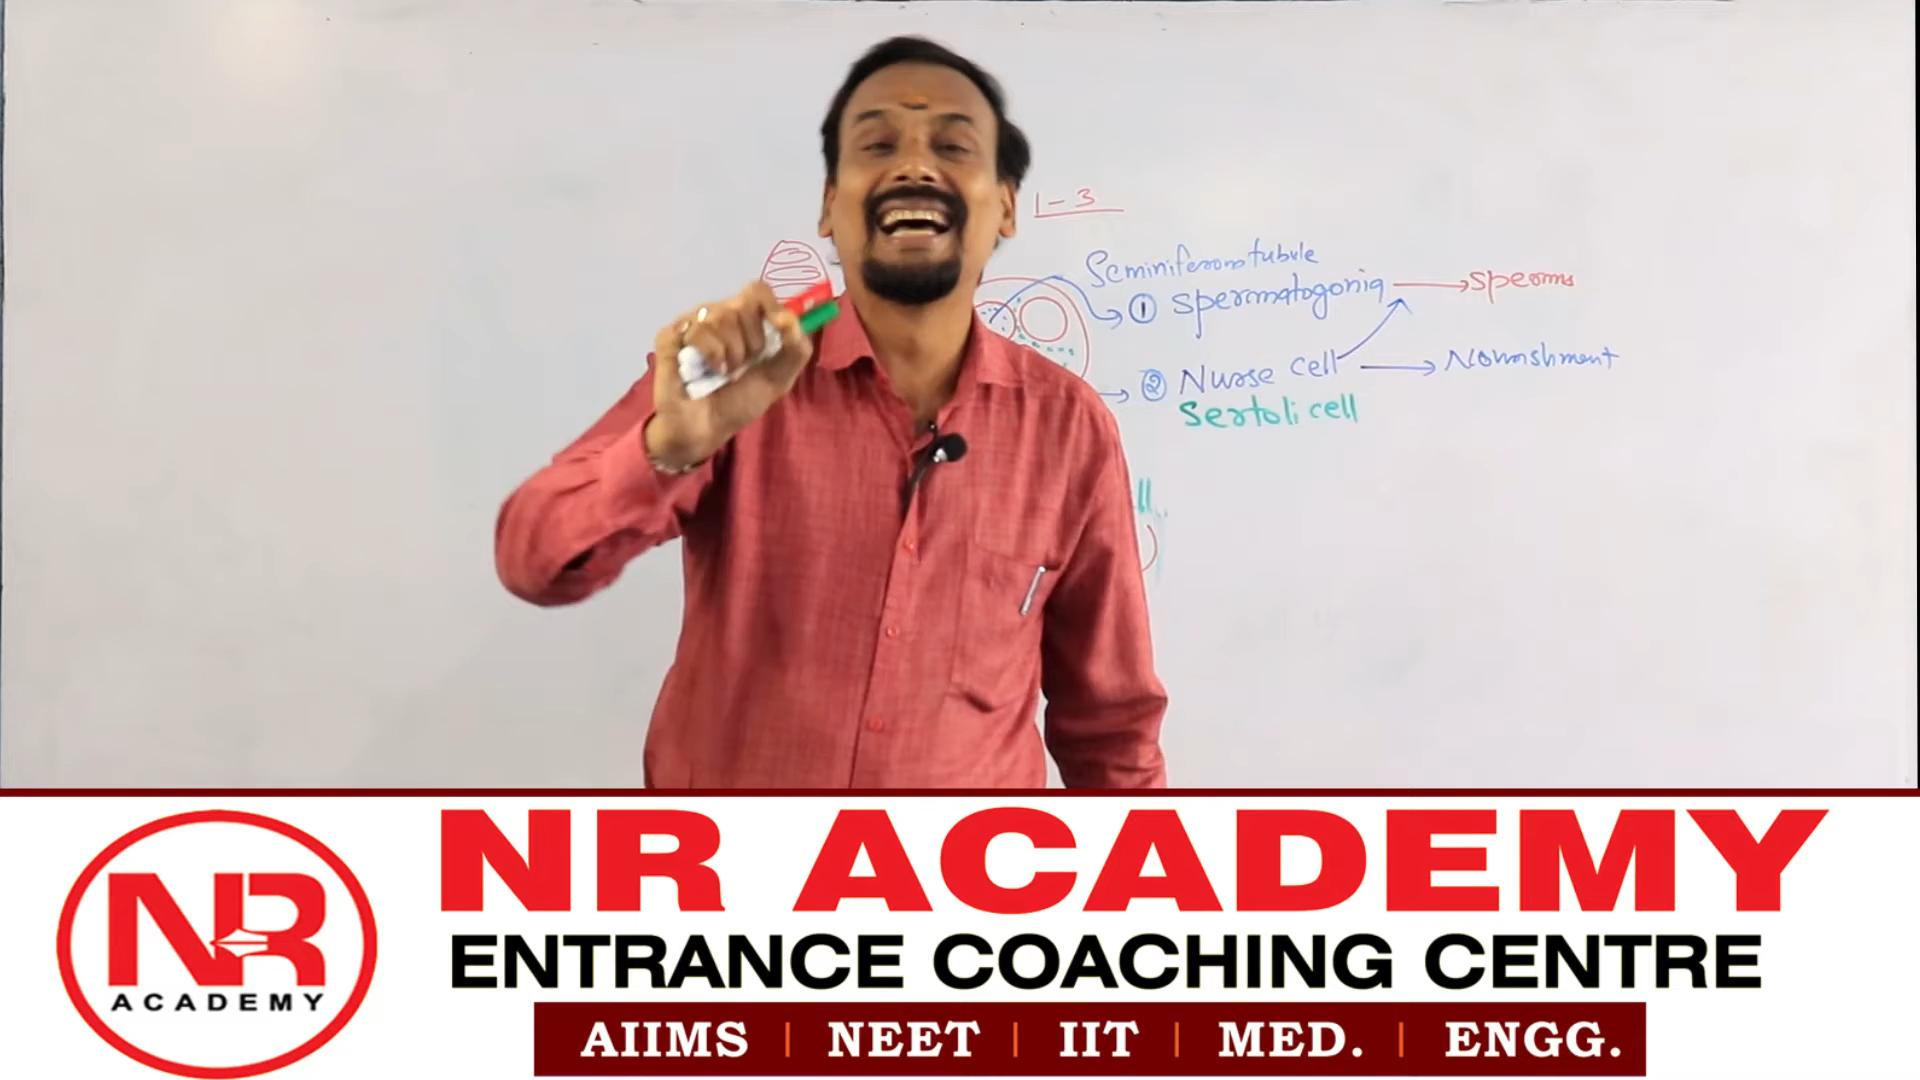 1-3
Seminiferous tubule
① Spermatogonia → Sperms
② Nurse cell → Nourishment
Sertoli cell
ll
NR
ACADEMY
NR ACADEMY
ENTRANCE COACHING CENTRE
AIIMS | NEET | IIT | MED. | ENGG.